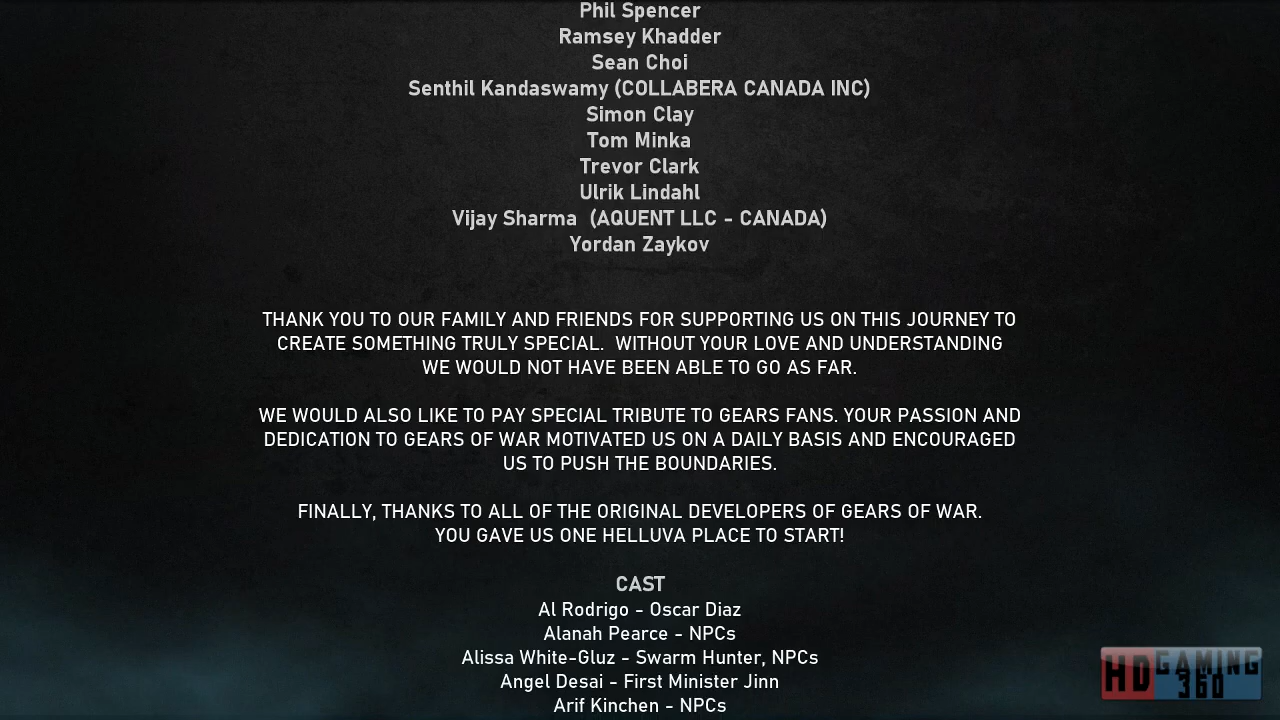 Phil Spencer
Ramsey Khadder
Sean Choi
Senthil Kandaswamy (COLLABERA CANADA INC)
Simon Clay
Tom Minka
Trevor Clark
Ulrik Lindahl
Vijay Sharma  (AQUENT LLC - CANADA)
Yordan Zaykov
THANK YOU TO OUR FAMILY AND FRIENDS FOR SUPPORTING US ON THIS JOURNEY TO
CREATE SOMETHING TRULY SPECIAL.  WITHOUT YOUR LOVE AND UNDERSTANDING
WE WOULD NOT HAVE BEEN ABLE TO GO AS FAR.
WE WOULD ALSO LIKE TO PAY SPECIAL TRIBUTE TO GEARS FANS. YOUR PASSION AND
DEDICATION TO GEARS OF WAR MOTIVATED US ON A DAILY BASIS AND ENCOURAGED
US TO PUSH THE BOUNDARIES.
FINALLY, THANKS TO ALL OF THE ORIGINAL DEVELOPERS OF GEARS OF WAR.
YOU GAVE US ONE HELLUVA PLACE TO START!
CAST
Al Rodrigo - Oscar Diaz
Alanah Pearce - NPCs
Alissa White-Gluz - Swarm Hunter, NPCs
Angel Desai - First Minister Jinn
Arif Kinchen - NPCs
HD GAMING
360